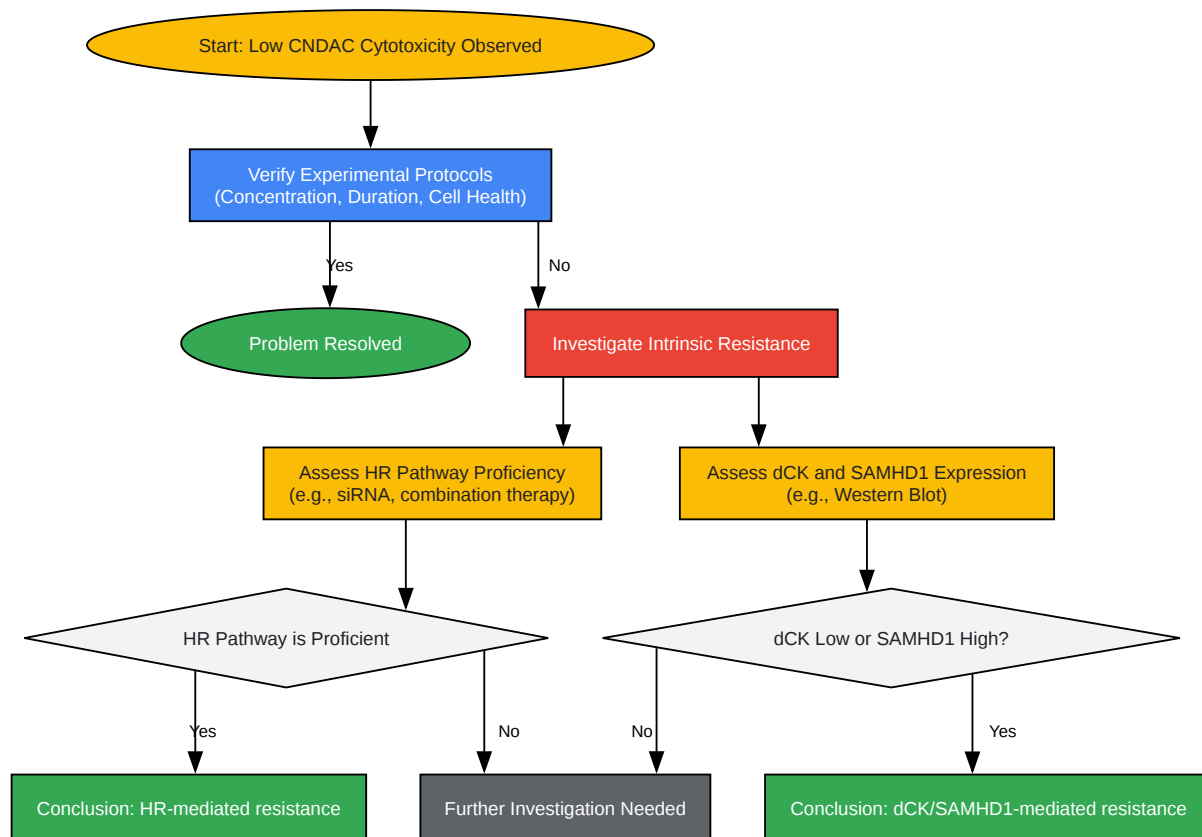 Start: Low CNDAC Cytotoxicity Observed
Verify Experimental Protocols
(Concentration, Duration, Cell Health)
Yes
No
Problem Resolved
Investigate Intrinsic Resistance
Assess HR Pathway Proficiency
(e.g., siRNA, combination therapy)
Assess dCK and SAMHD1 Expression
(e.g., Western Blot)
HR Pathway is Proficient
dCK Low or SAMHD1 High?
Yes
No
No
Yes
Conclusion: HR-mediated resistance
Further Investigation Needed
Conclusion: dCK/SAMHD1-mediated resistance